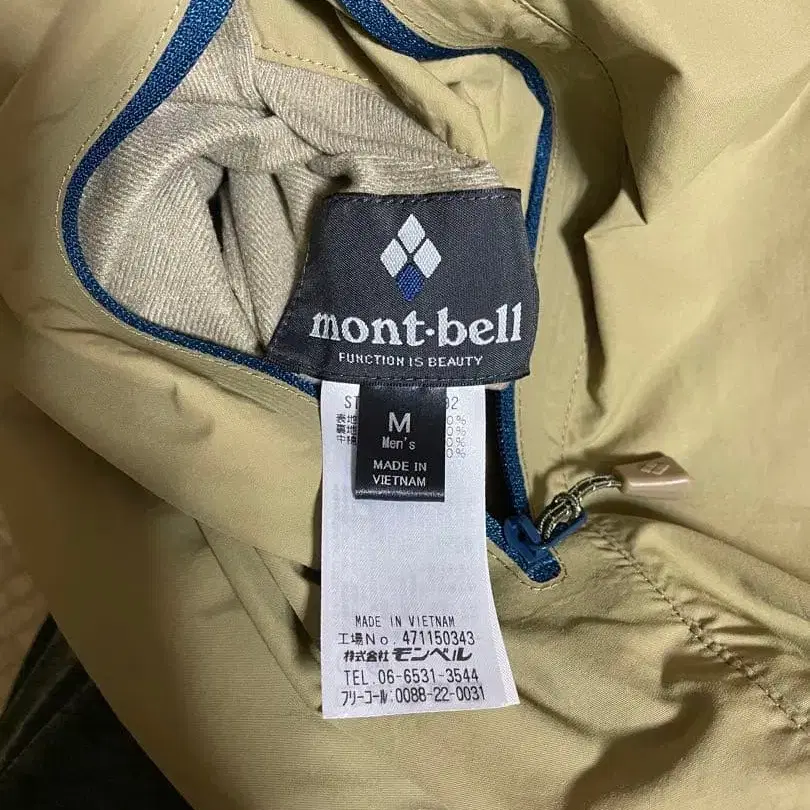 mont-bell
FUNCTION IS BEAUTY
M
Men's
MADE IN
VIETNAM
MADE IN VIETNAM
工場No. 471150343
株式会社 モンベル
TEL. 06-6531-3544
フリーコール 0088-22-0031